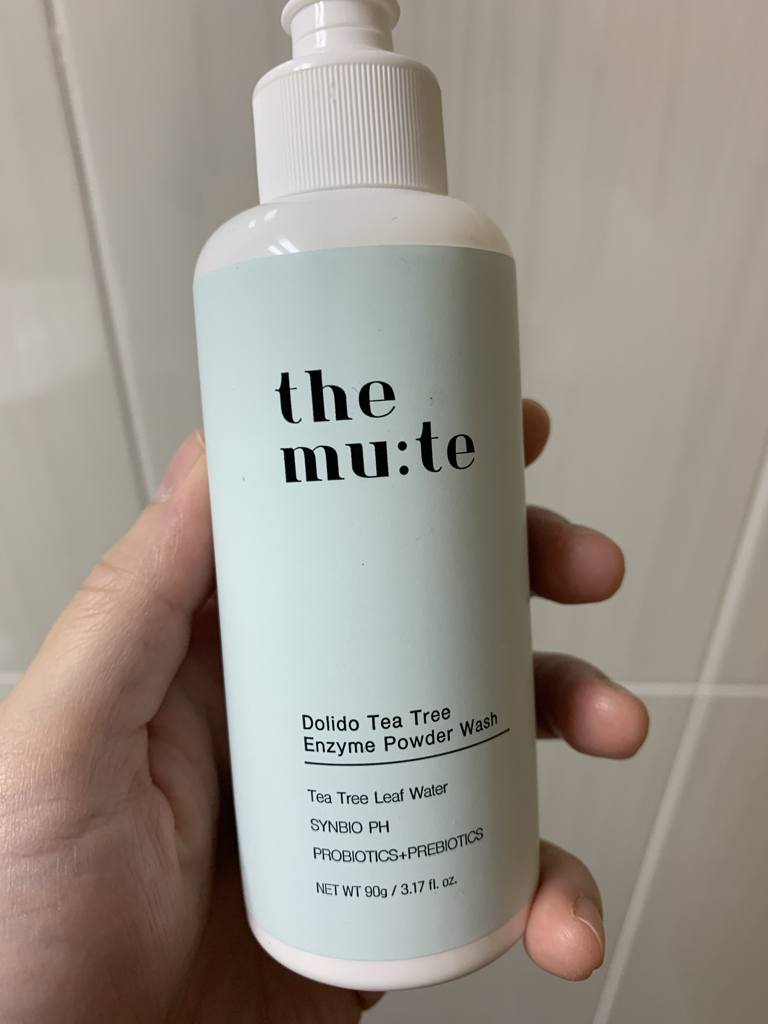 the
mu:te
Dolido Tea Tree
Enzyme Powder Wash
Tea Tree Leaf Water
SYNBIO PH
PROBIOTICS+PREBIOTICS
NET WT 90g / 3.17 fl. oz.